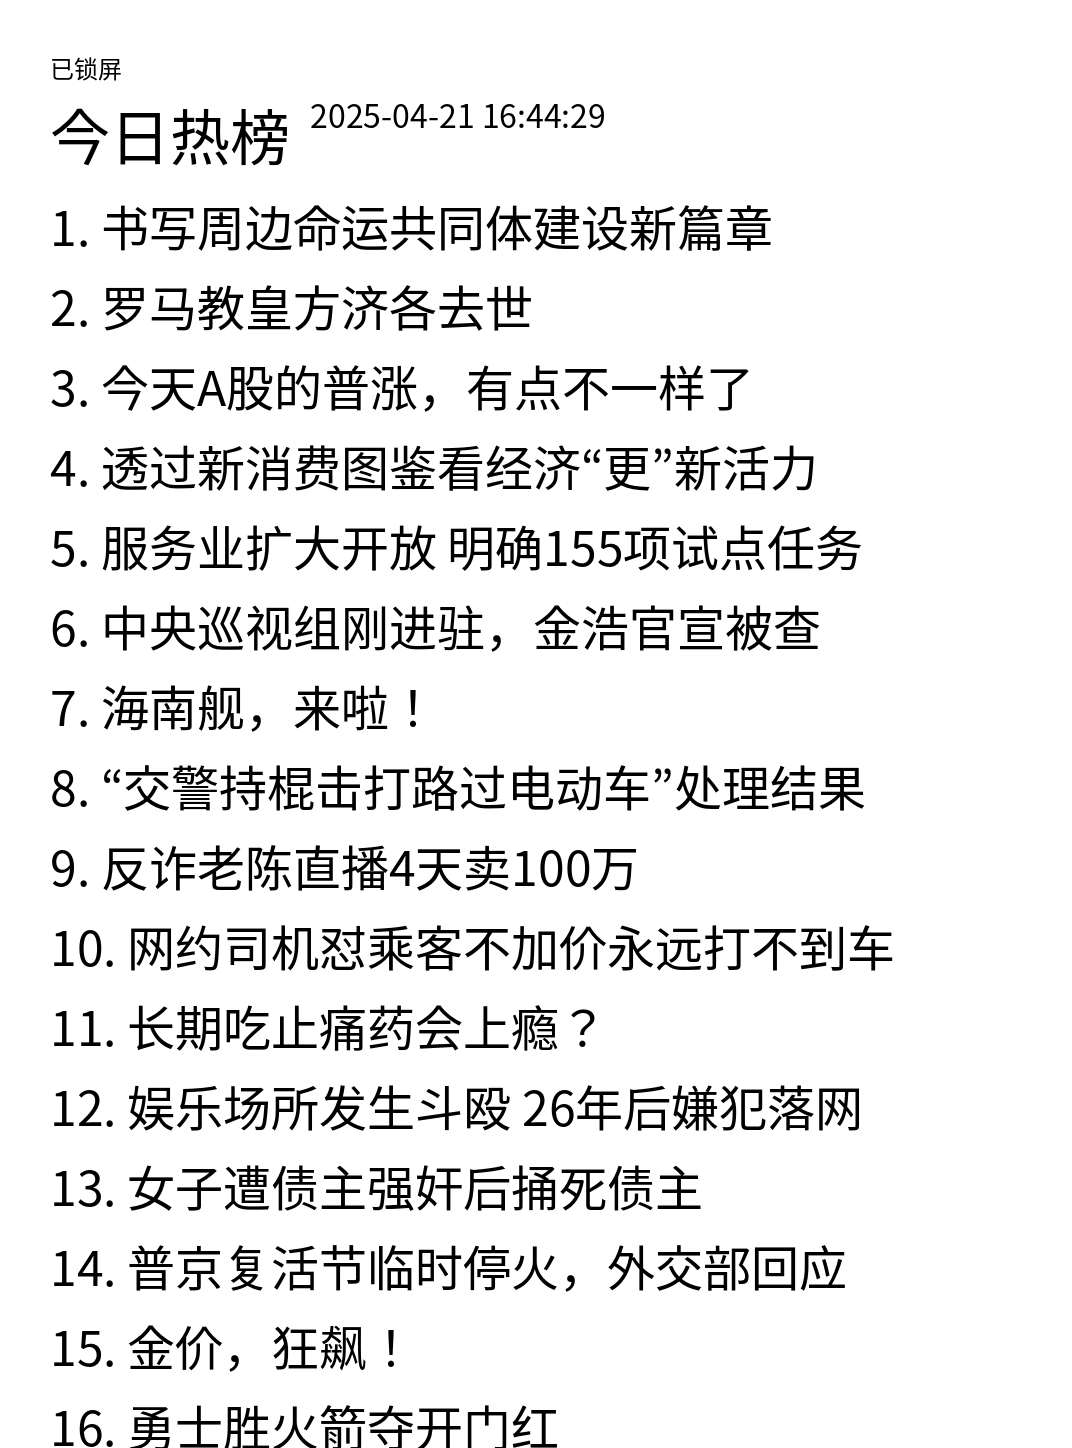 已锁屏
今日热榜 2025-04-21 16:44:29
1. 书写周边命运共同体建设新篇章
2. 罗马教皇方济各去世
3. 今天A股的普涨，有点不一样了
4. 透过新消费图鉴看经济“更”新活力
5. 服务业扩大开放 明确155项试点任务
6. 中央巡视组刚进驻，金浩官宣被查
7. 海南舰，来啦！
8. “交警持棍击打路过电动车”处理结果
9. 反诈老陈直播4天卖100万
10. 网约司机怼乘客不加价永远打不到车
11. 长期吃止痛药会上瘾？
12. 娱乐场所发生斗殴 26年后嫌犯落网
13. 女子遭债主强奸后捅死债主
14. 普京复活节临时停火，外交部回应
15. 金价，狂飙！
16. 勇士胜火箭夺开门红